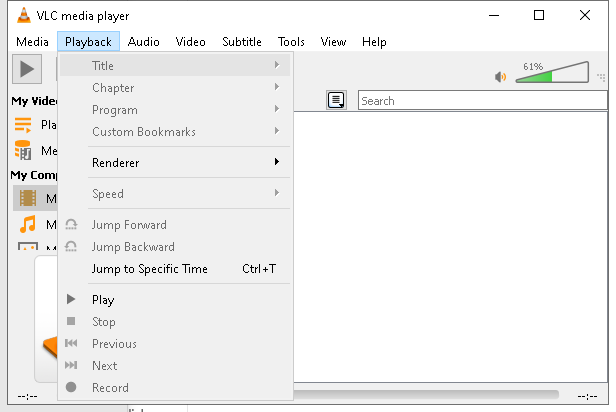 VLC media player
Media Playback Audio Video Subtitle Tools View Help
61%
Search
My Vide
Pla
Me
My Comp
M
M
Title
Chapter
Program
Custom Bookmarks
Renderer
Speed
Jump Forward
Jump Backward
Jump to Specific Time Ctrl+T
Play
Stop
Previous
Next
Record
--:-- --:--